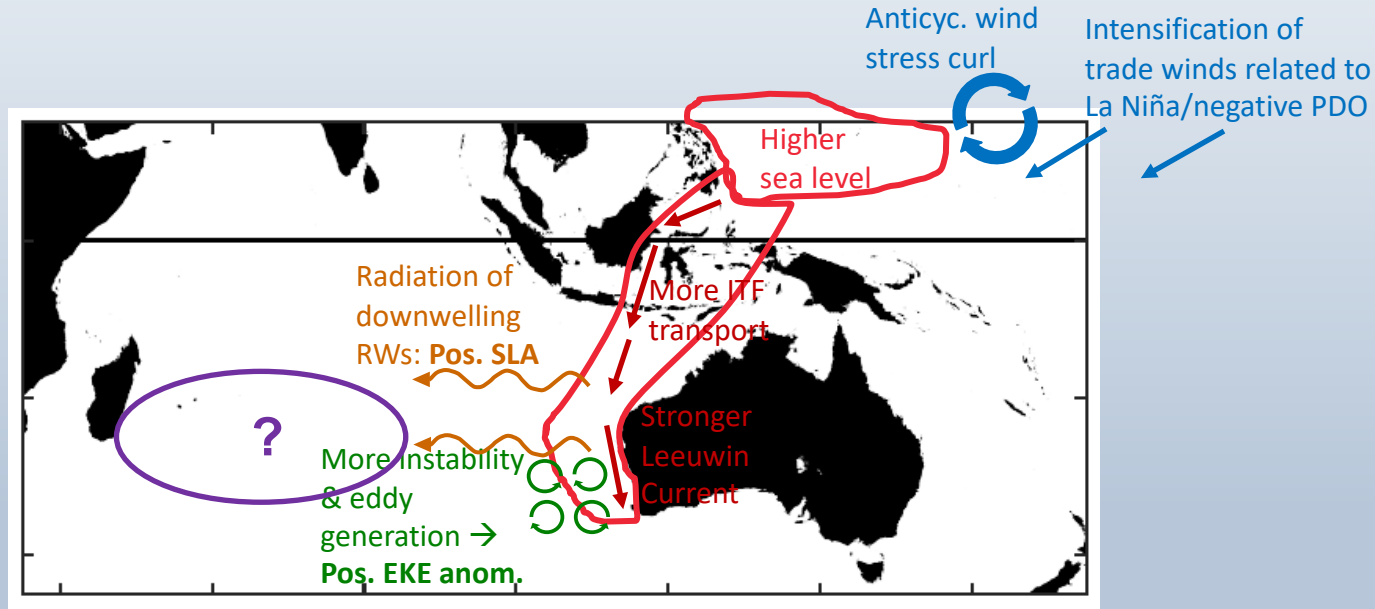 Anticyc. wind
stress curl
Intensification of
trade winds related to
La Niña/negative PDO
Higher
sea level
Radiation of
downwelling
RWs: Pos. SLA
More ITF
transport
?
Stronger
Leeuwin
Current
More Instability
& eddy
generation →
Pos. EKE anom.